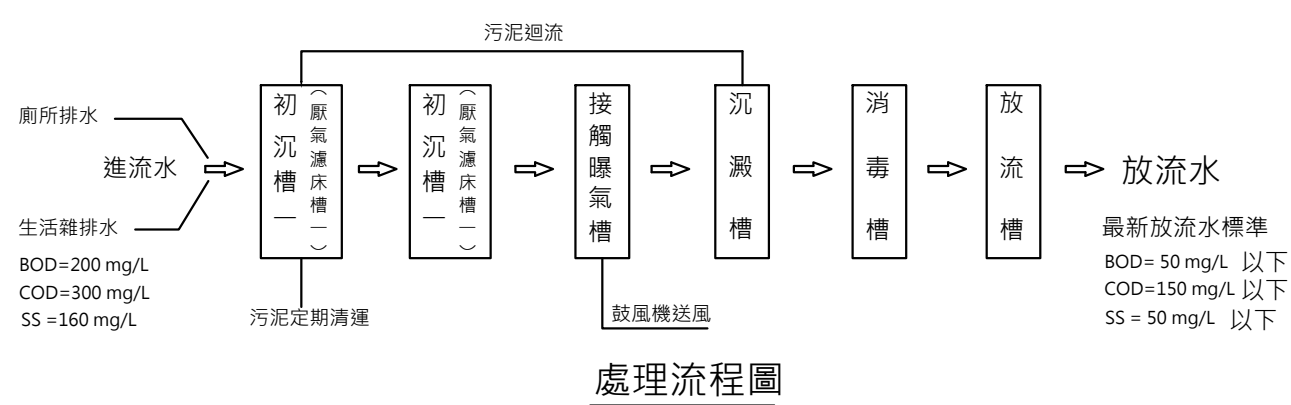 污泥迴流
廁所排水
進流水
生活雜排水
BOD=200 mg/L
COD=300 mg/L
SS =160 mg/L
初沉槽一
(厭氣濾床槽一)
污泥定期清運
初沉槽一
(厭氣濾床槽一)
接觸曝氣槽
鼓風機送風
沉澱槽
消毒槽
放流槽
放流水
最新放流水標準
BOD= 50 mg/L 以下
COD=150 mg/L 以下
SS = 50 mg/L 以下
處理流程圖